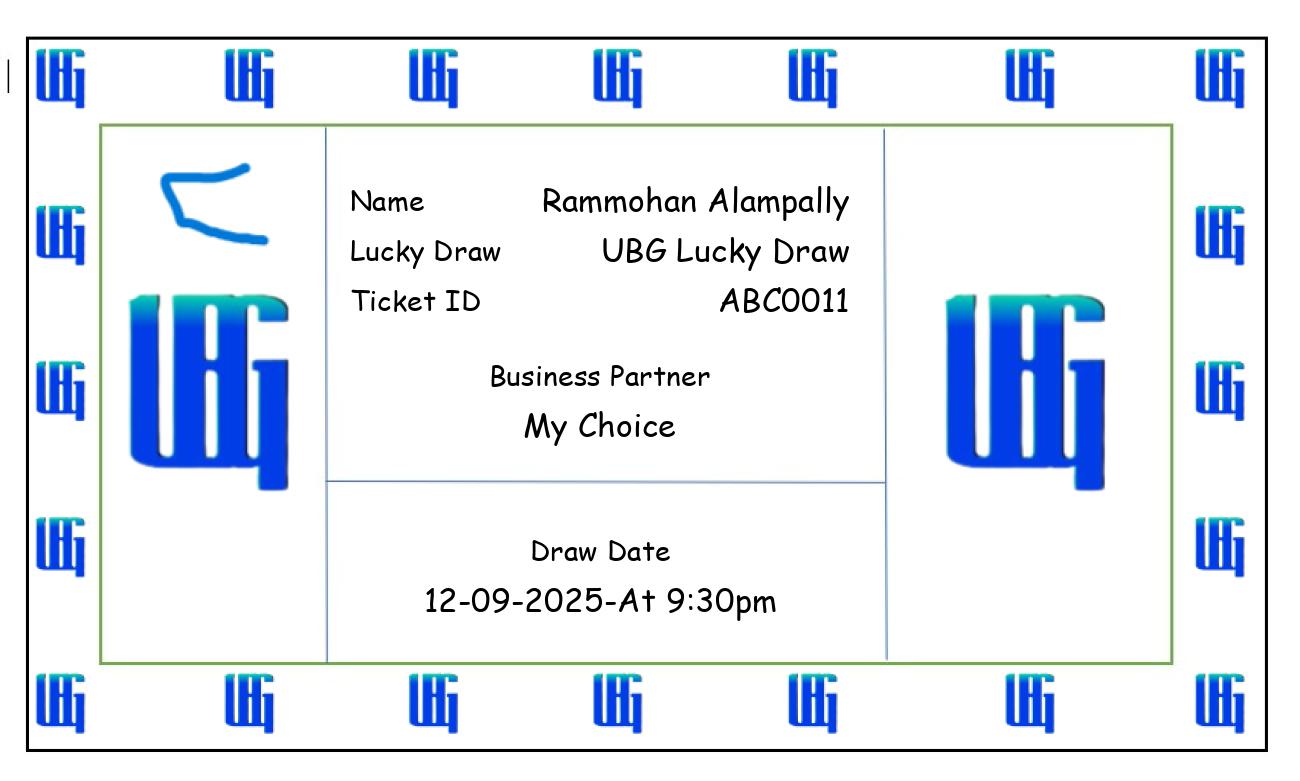 UBG UBG UBG UBG UBG UBG UBG
Name Rammohan Alampally
UBG UBG
Lucky Draw UBG Lucky Draw
Ticket ID ABC0011
UBG UBG
Business Partner
UBG UBG
My Choice
Draw Date
UBG UBG
12-09-2025-At 9:30pm
UBG UBG UBG UBG UBG UBG UBG